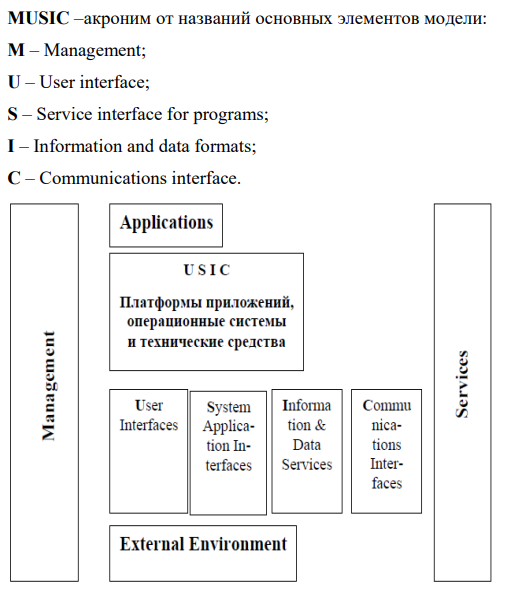 MUSIC –акроним от названий основных элементов модели:
M – Management;
U – User interface;
S – Service interface for programs;
I – Information and data formats;
C – Communications interface.
Management
Applications
U S I C
Платформы приложений,
операционные системы
и технические средства
User
Interfaces
System
Applica-
tion In-
terfaces
Informa
tion &
Data
Services
Commu
nica-
tions
Inter-
faces
External Environment
Services